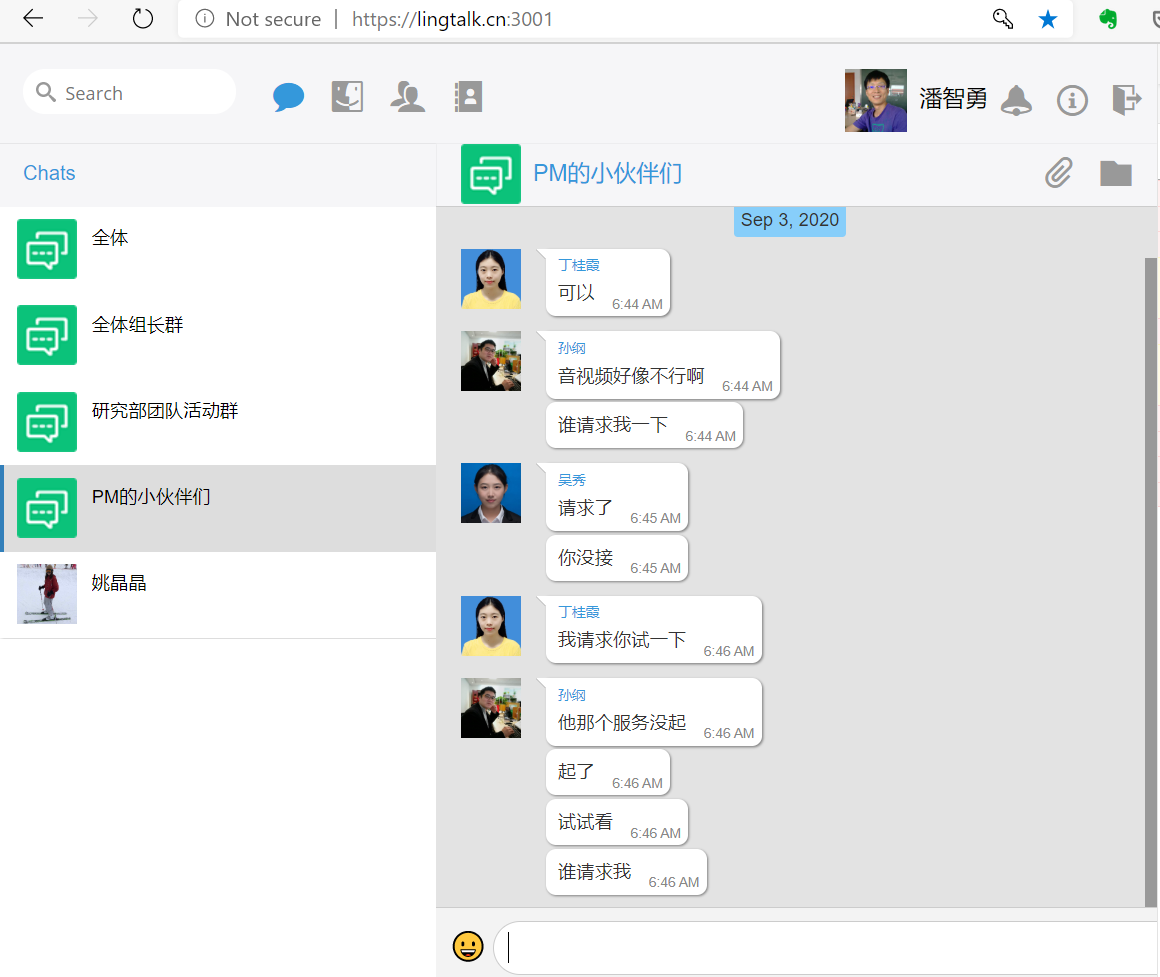 Not secure | https://lingtalk.cn:3001
Search
潘智勇
Chats
全体
全体组长群
研究部团队活动群
PM的小伙伴们
姚晶晶
PM的小伙伴们
Sep 3, 2020
丁桂霞
可以 6:44 AM
孙纲
音视频好像不行啊 6:44 AM
谁请求我一下 6:44 AM
吴秀
请求了 6:45 AM
你没接 6:45 AM
丁桂霞
我请求你试一下 6:46 AM
孙纲
他那个服务没起 6:46 AM
起了 6:46 AM
试试看 6:46 AM
谁请求我 6:46 AM